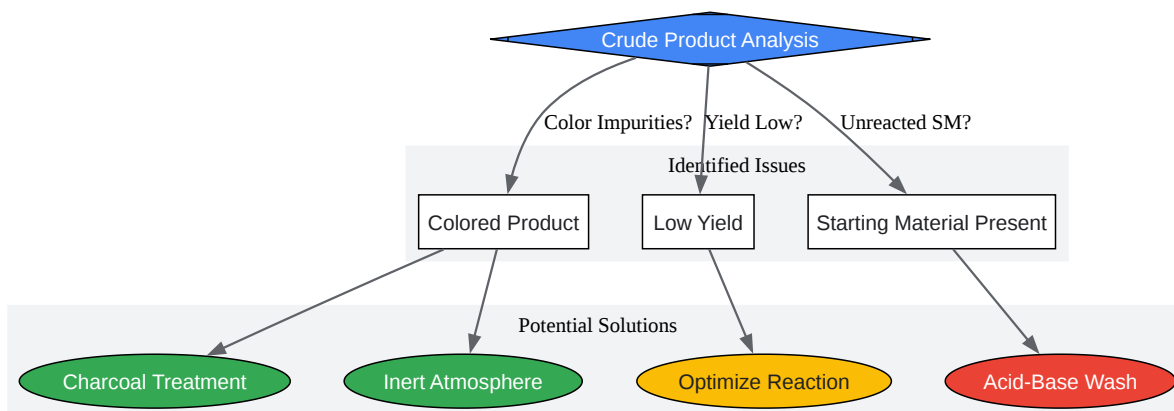 Crude Product Analysis
Color Impurities?
Yield Low?
Unreacted SM?
Identified Issues
Colored Product
Low Yield
Starting Material Present
Potential Solutions
Charcoal Treatment
Inert Atmosphere
Optimize Reaction
Acid-Base Wash